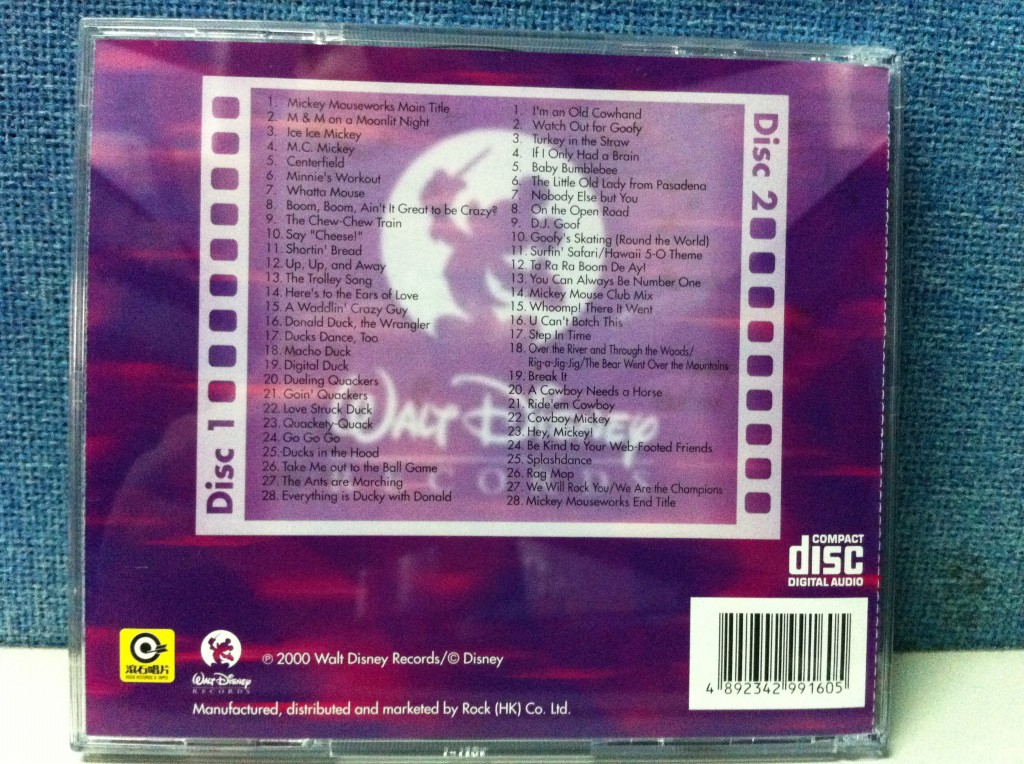 Disc 1
1. Mickey Mouseworks Main Title
2. M & M on a Moonlit Night
3. Ice Ice Mickey
4. M.C. Mickey
5. Centerfield
6. Minnie's Workout
7. Whatta Mouse
8. Boom, Boom, Ain't It Great to be Crazy?
9. The Chew-Chew Train
10. Say "Cheese!"
11. Shortin' Bread
12. Up, Up, and Away
13. The Trolley Song
14. Here's to the Ears of Love
15. A Waddlin' Crazy Guy
16. Donald Duck, the Wrangler
17. Ducks Dance, Too
18. Macho Duck
19. Digital Duck
20. Dueling Quackers
21. Goin' Quackers
22. Love Struck Duck
23. Quackety-Quack
24. Go Go Go
25. Ducks in the Hood
26. Take Me out to the Ball Game
27. The Ants are Marching
28. Everything is Ducky with Donald
Disc 2
1. I'm an Old Cowhand
2. Watch Out for Goofy
3. Turkey in the Straw
4. If I Only Had a Brain
5. Baby Bumblebee
6. The Little Old Lady from Pasadena
7. Nobody Else but You
8. On the Open Road
9. D.J. Goof
10. Goofy's Skating (Round the World)
11. Surfin' Safari/Hawaii 5-O Theme
12. Ta Ra Ra Boom De Ay!
13. You Can Always Be Number One
14. Mickey Mouse Club Mix
15. Whoomp! There It Went
16. U Can't Botch This
17. Step In Time
18. Over the River and Through the Woods/
Rig-a-Jig-Jig/The Bear Went Over the Mountains
19. Break It
20. A Cowboy Needs a Horse
21. Ride'em Cowboy
22. Cowboy Mickey
23. Hey, Mickey!
24. Be Kind to Your Web-Footed Friends
25. Splashdance
26. Rag Mop
27. We Will Rock You/We Are the Champions
28. Mickey Mouseworks End Title
WALT DISNEY
RECORDS
COMPACT
disc
DIGITAL AUDIO
滾石唱片
ROCK RECORDS & TAPES
WALT DISNEY
RECORDS
℗ 2000 Walt Disney Records/© Disney
Manufactured, distributed and marketed by Rock (HK) Co. Ltd.
4 892342 991605